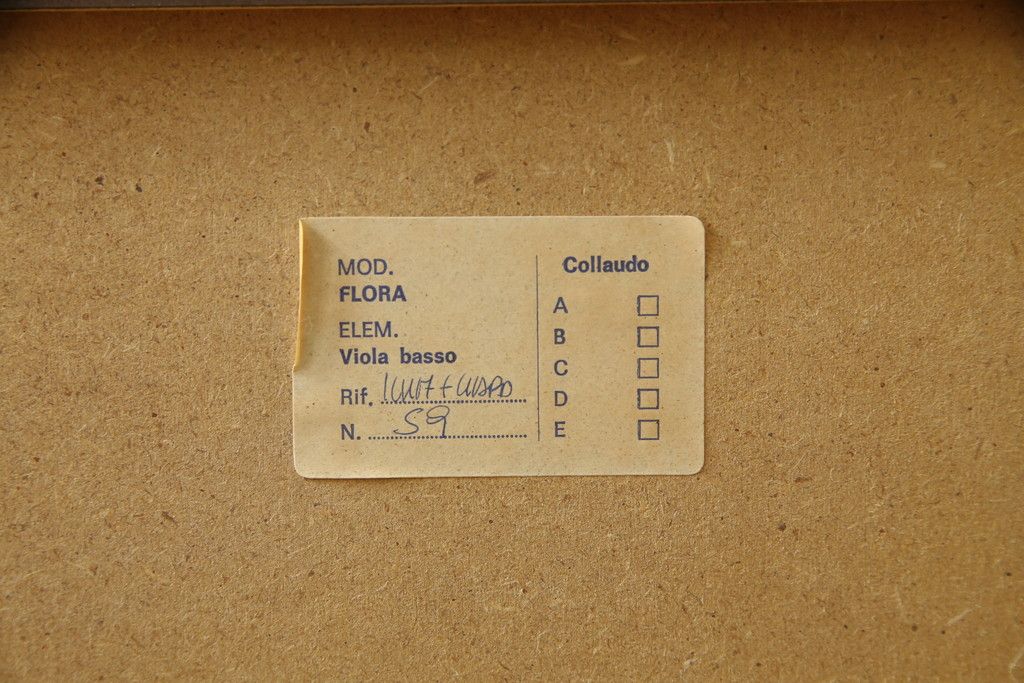 MOD.
FLORA
ELEM.
Viola basso
Rif.
N. 59
Collaudo
A
B
C
D
E